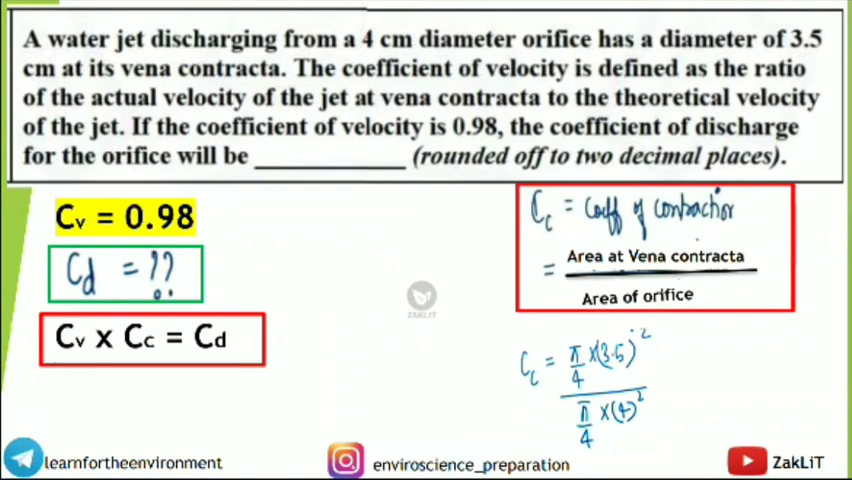 A water jet discharging from a 4 cm diameter orifice has a diameter of 3.5
cm at its vena contracta. The coefficient of velocity is defined as the ratio
of the actual velocity of the jet at vena contracta to the theoretical velocity
of the jet. If the coefficient of velocity is 0.98, the coefficient of discharge
for the orifice will be ____________ (rounded off to two decimal places).
Cv = 0.98
Cd = ??
Cv x Cc = Cd
Cc = Coeff of contraction
= Area at Vena contracta
Area of orifice
ZAKLIT
Cc = π/4 × (3.5)²
π/4 × (4)²
learnfortheenvironment
enviroscience_preparation
ZakLiT